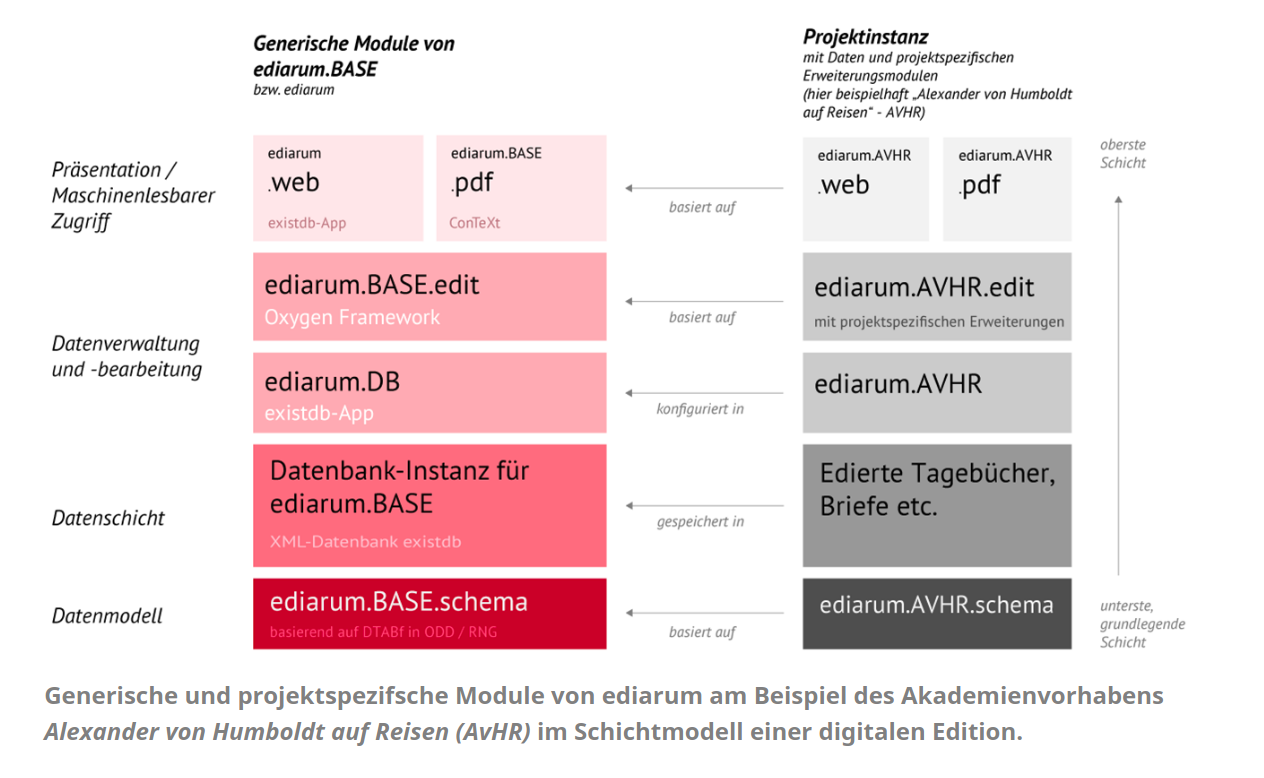 Generische Module von
ediarum.BASE
bzw. ediarum
Projektinstanz
mit Daten und projektspezifischen
Erweiterungsmodulen
(hier beispielhaft „Alexander von Humboldt
auf Reisen“ - AVHR)
Präsentation /
Maschinenlesbarer
Zugriff
ediarum
.web
existdb-App
ediarum.BASE
.pdf
ConTeXt
basiert auf
ediarum.AVHR
.web
ediarum.AVHR
.pdf
oberste
Schicht
Datenverwaltung
und -bearbeitung
ediarum.BASE.edit
Oxygen Framework
basiert auf
ediarum.AVHR.edit
mit projektspezifischen Erweiterungen
ediarum.DB
existdb-App
konfiguriert in
ediarum.AVHR
Datenschicht
Datenbank-Instanz für
ediarum.BASE
XML-Datenbank existdb
gespeichert in
Edierte Tagebücher,
Briefe etc.
Datenmodell
ediarum.BASE.schema
basierend auf DTABf in ODD / RNG
basiert auf
ediarum.AVHR.schema
unterste,
grundlegende
Schicht
Generische und projektspezifsche Module von ediarum am Beispiel des Akademienvorhabens
Alexander von Humboldt auf Reisen (AvHR) im Schichtmodell einer digitalen Edition.